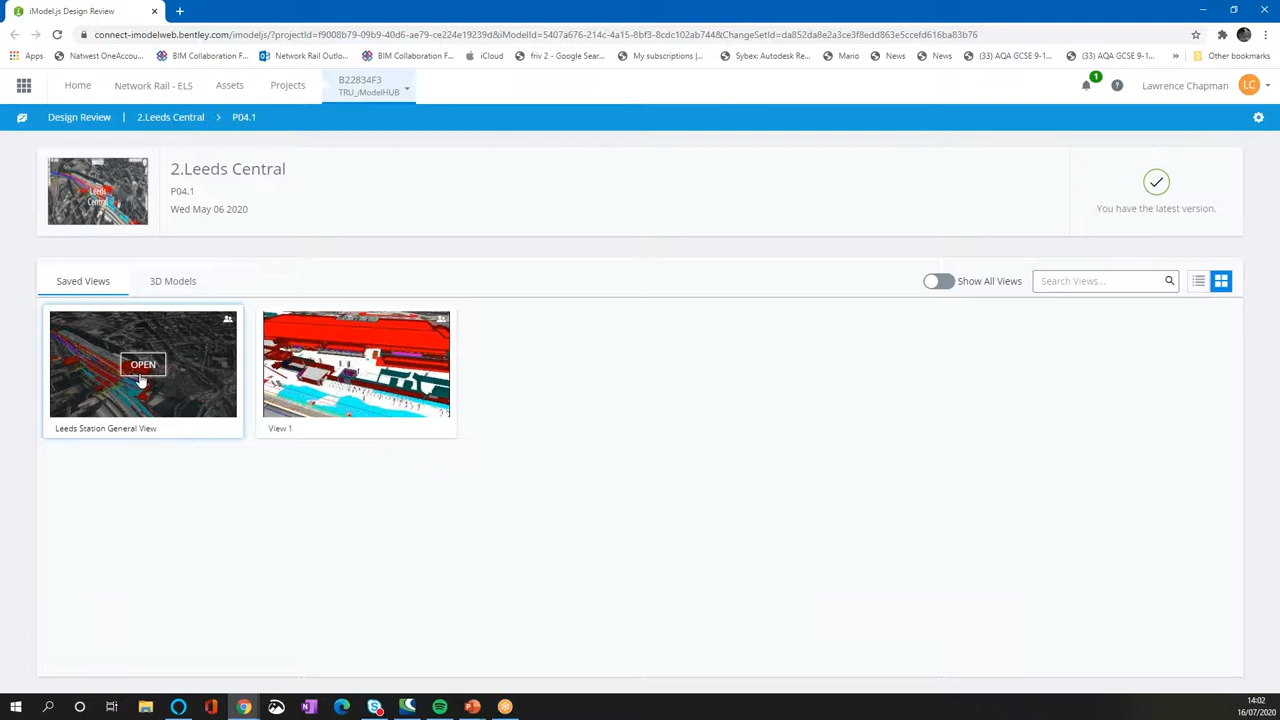 iModel.js Design Review
connect-imodelweb.bentley.com/imodeljs/?projectId=f9008b79-09b9-40d6-ae79-ce224e19239d&iModelId=5407a676-214c-4a15-8bf3-8cdc102ab744&ChangeSetId=da852da8e2a3ce3f8edd863e5ccefd616ba83b76
Apps Natwest OneAccou... BIM Collaboration F... Network Rail Outlo... friv 2 - Google Sear... BIM Collaboration F... iCloud My subscriptions |... Sybex: Autodesk Re... Mario News News (33) AQA GCSE 9-1... (33) AQA GCSE 9-1... » Other bookmarks
Home Network Rail - ELS Assets Projects B22834F3
TRU_iModelHUB
1
Lawrence Chapman LC
Design Review | 2.Leeds Central > P04.1
Leeds
Central
2.Leeds Central
P04.1
Wed May 06 2020
You have the latest version.
Saved Views 3D Models Show All Views Search Views...
OPEN
Leeds Station General View View 1
14:02
16/07/2020